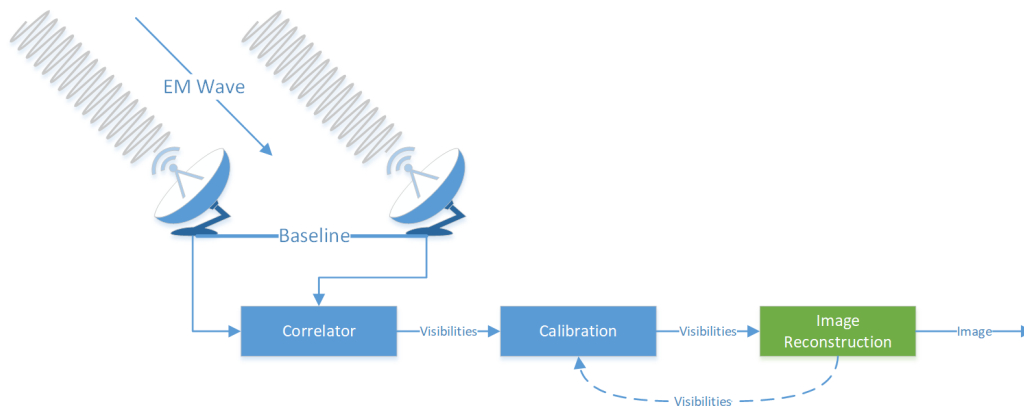 EM Wave
Baseline
Correlator
Visibilities
Calibration
Visibilities
Image
Reconstruction
Image
Visibilities